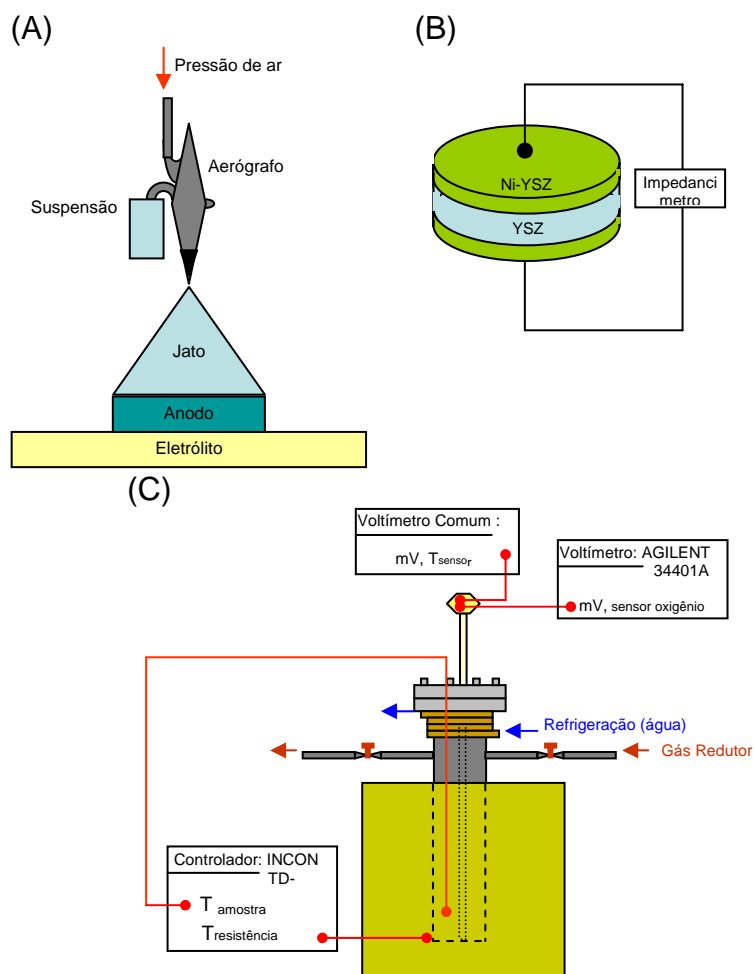 (A)
Pressão de ar
Aerógrafo
Suspensão
Jato
Anodo
Eletrólito
(B)
Ni-YSZ
YSZ
Impedanci
metro
(C)
Voltímetro Comum :
mV, Tsensor
Voltímetro: AGILENT
34401A
mV, sensor oxigênio
Refrigeração (água)
Gás Redutor
Controlador: INCON
TD-
T amostra
Tresistência